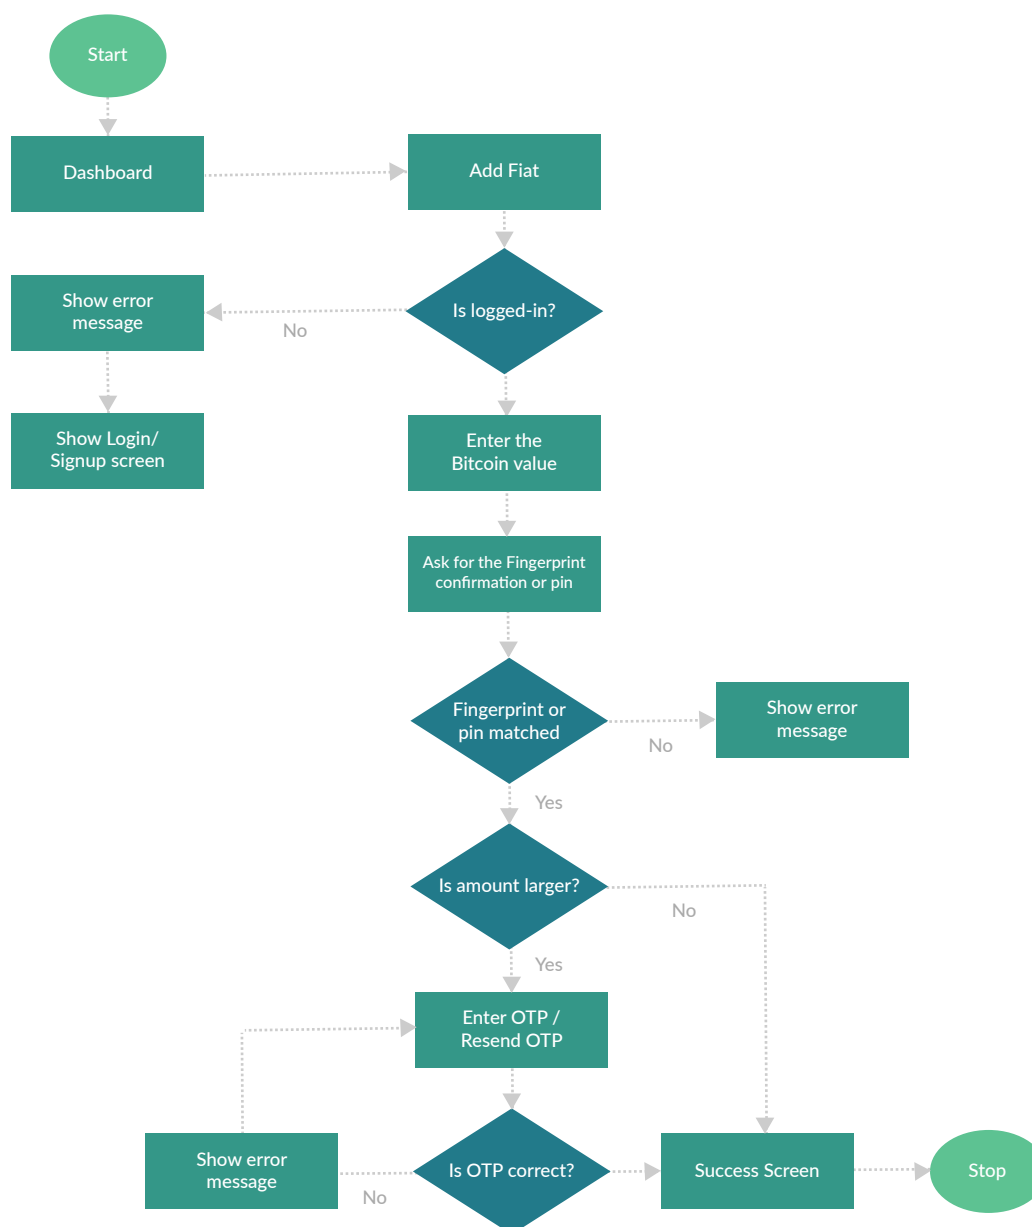 Start
Dashboard
Add Fiat
Show error
message
No
Is logged-in?
Show Login/
Signup screen
Enter the
Bitcoin value
Ask for the Fingerprint
confirmation or pin
Fingerprint or
pin matched
No
Show error
message
Yes
Is amount larger?
No
Yes
Enter OTP /
Resend OTP
Show error
message
No
Is OTP correct?
Success Screen
Stop